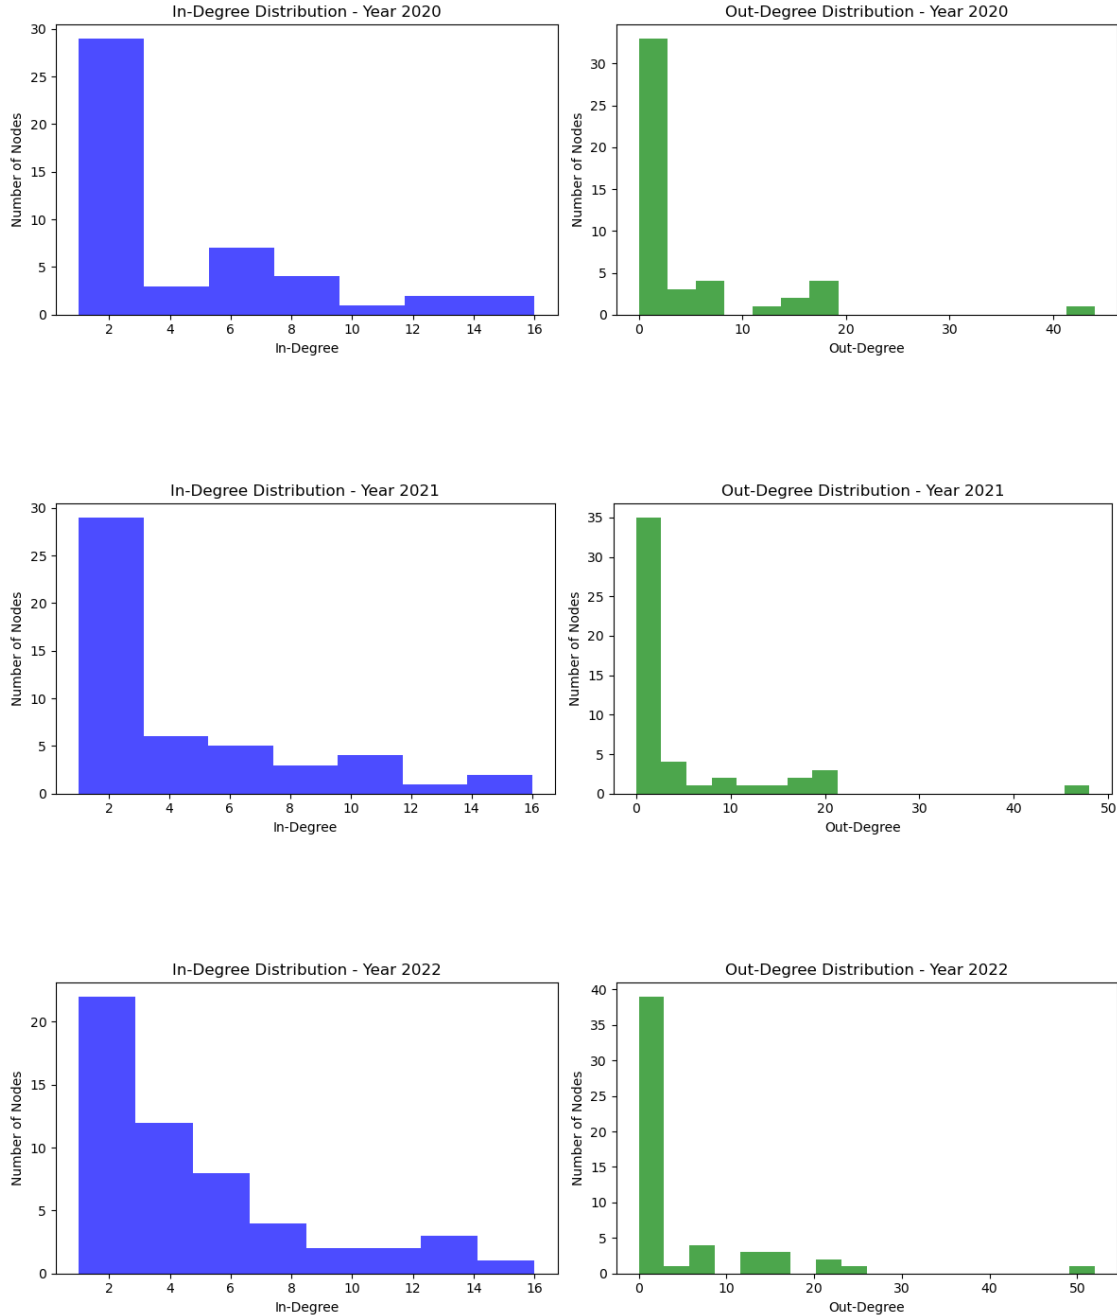 In-Degree Distribution - Year 2020
Number of Nodes
30
25
20
15
10
5
0
2 4 6 8 10 12 14 16
In-Degree
Out-Degree Distribution - Year 2020
Number of Nodes
30
25
20
15
10
5
0
0 10 20 30 40
Out-Degree
In-Degree Distribution - Year 2021
Number of Nodes
30
25
20
15
10
5
0
2 4 6 8 10 12 14 16
In-Degree
Out-Degree Distribution - Year 2021
Number of Nodes
35
30
25
20
15
10
5
0
0 10 20 30 40 50
Out-Degree
In-Degree Distribution - Year 2022
Number of Nodes
20
15
10
5
0
2 4 6 8 10 12 14 16
In-Degree
Out-Degree Distribution - Year 2022
Number of Nodes
40
35
30
25
20
15
10
5
0
0 10 20 30 40 50
Out-Degree